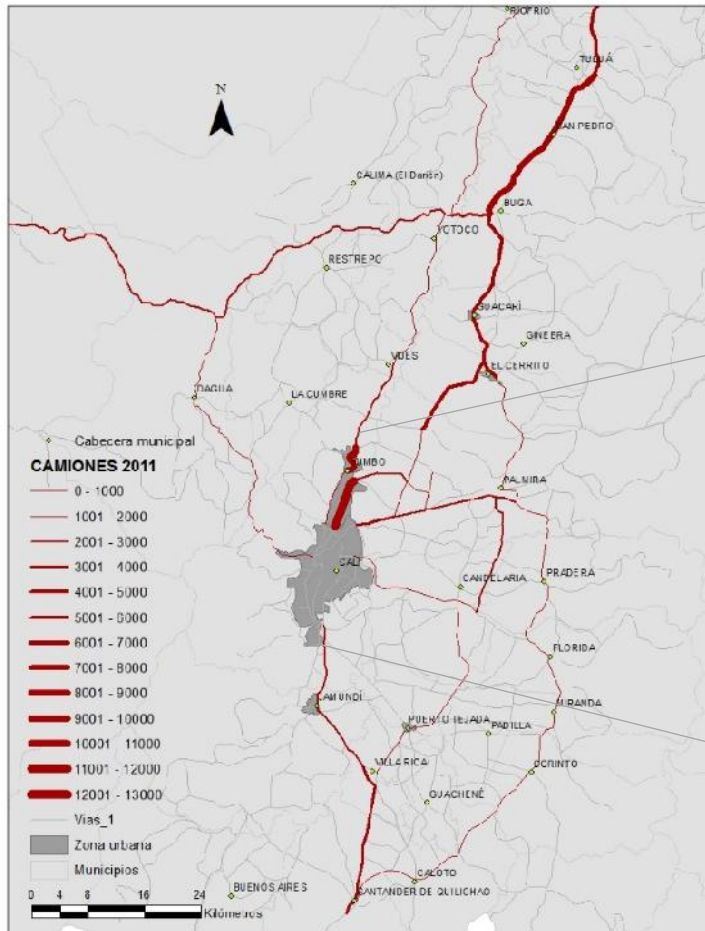 RIOFRIO
TULUÁ
N
SAN PEDRO
CALIMA (El Darién)
BUGA
YOTOCO
RESTREPO
GUACARÍ
GINEBRA
EL CERRITO
VIJES
DAGUA
LA CUMBRE
Cabecera municipal
YUMBO
CAMIONES 2011
0 - 1000
1001 - 2000
2001 - 3000
3001 - 4000
4001 - 5000
5001 - 6000
6001 - 7000
7001 - 8000
8001 - 9000
9001 - 10000
10001 - 11000
11001 - 12000
12001 - 13000
Vias_1
Zona urbana
Municipios
0 4 8 16 24
Kilómetros
PALMIRA
CALI
CANDELARIA
PRADERA
FLORIDA
JAMUNDÍ
MIRANDA
PUERTO TEJADA
PADILLA
VILLA RICA
CORINTO
GUACHENÉ
CALOTO
BUENOS AIRES
SANTANDER DE QUILICHAO